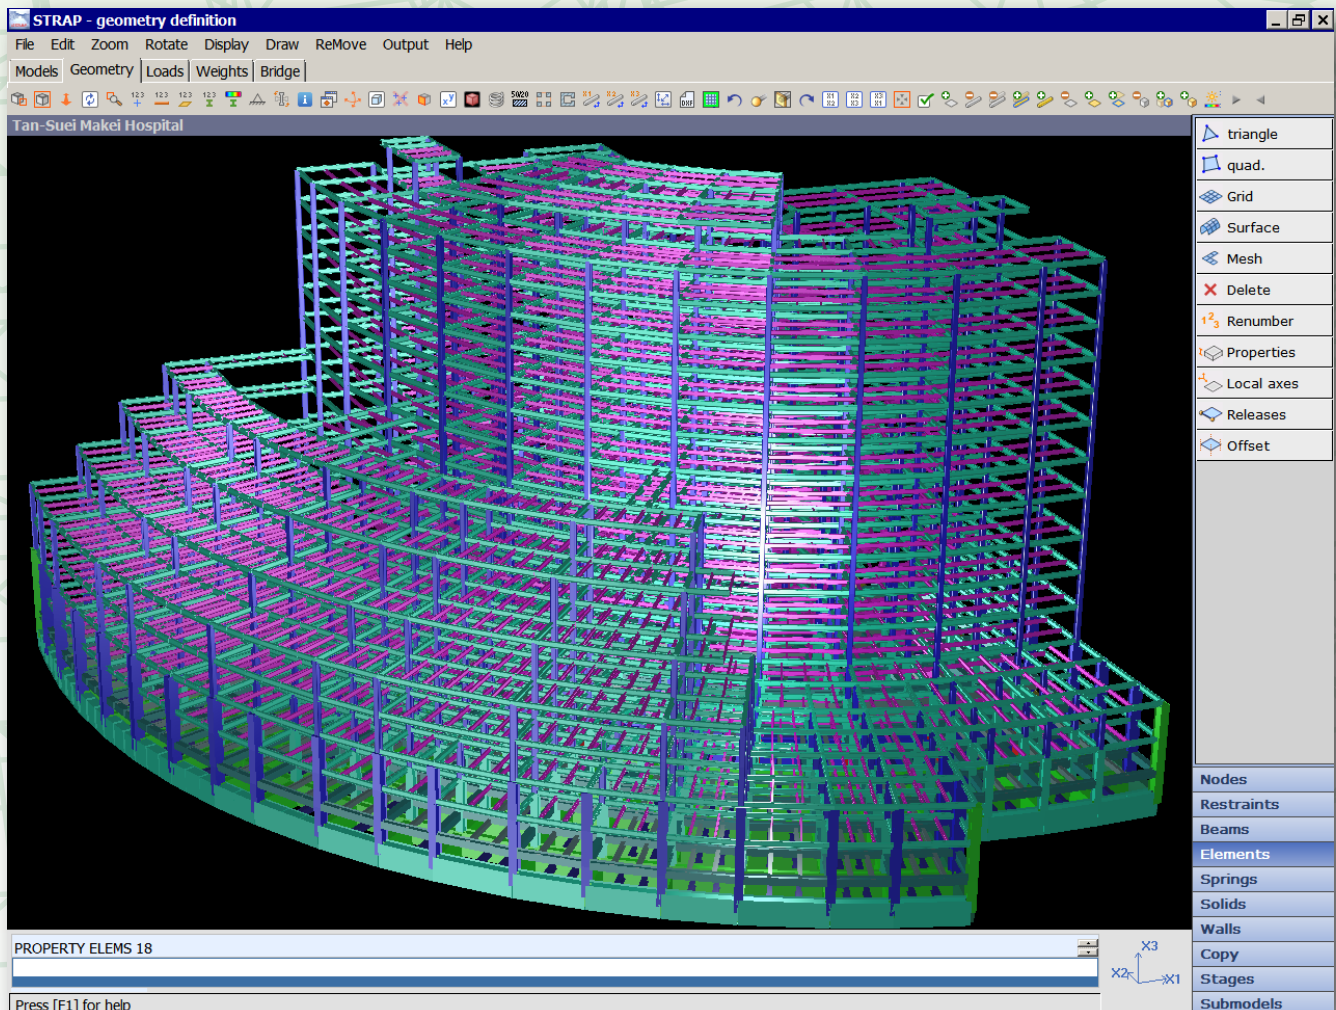 STRAP - geometry definition
File Edit Zoom Rotate Display Draw ReMove Output Help
Models Geometry Loads Weights Bridge
Tan-Suei Makei Hospital
triangle
quad.
Grid
Surface
Mesh
Delete
Renumber
Properties
Local axes
Releases
Offset
Nodes
Restraints
Beams
Elements
Springs
Solids
Walls
Copy
Stages
Submodels
PROPERTY ELEMS 18
X3
X2 X1
Press [F1] for help